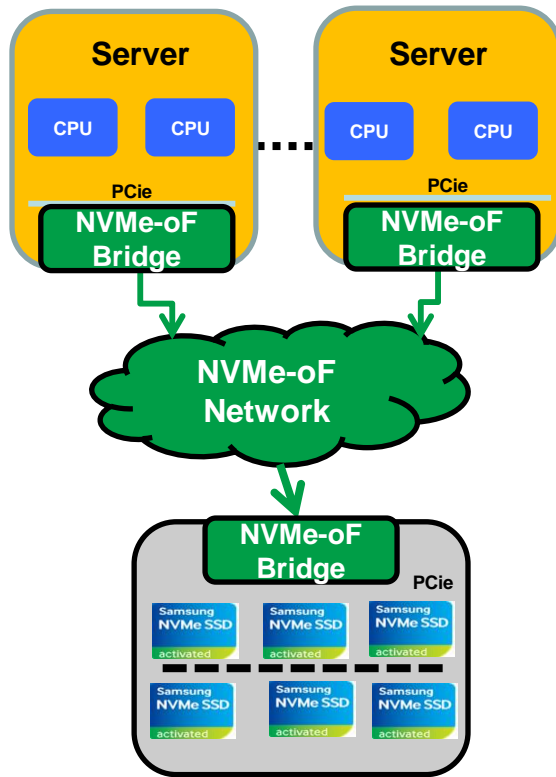 Server
Server
CPU
CPU
CPU
CPU
PCie
PCie
NVMe-oF
Bridge
NVMe-oF
Bridge
NVMe-oF
Network
NVMe-oF
Bridge
PCie
Samsung
NVMe SSD
activated
Samsung
NVMe SSD
activated
Samsung
NVMe SSD
activated
Samsung
NVMe SSD
activated
Samsung
NVMe SSD
activated
Samsung
NVMe SSD
activated